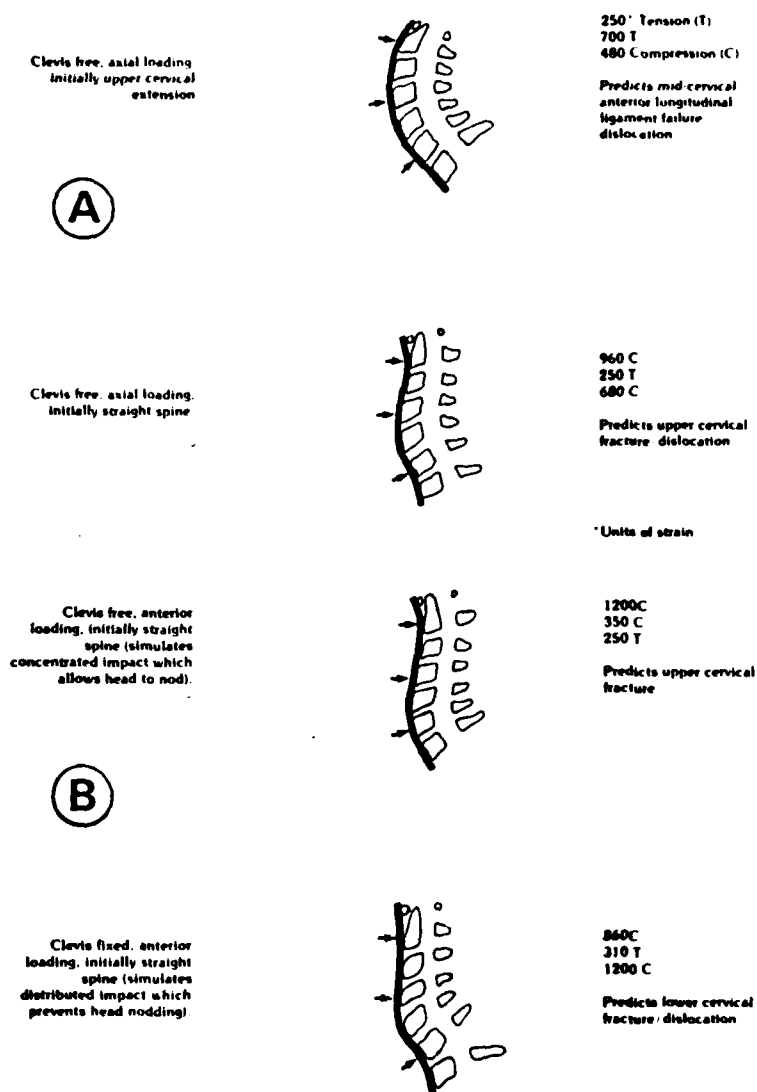 Clevis free, axial loading
initially upper cervical
extension
250* Tension (T)
700 T
480 Compression (C)
Predicts mid-cervical
anterior longitudinal
ligament failure
dislocation
A
Clevis free, axial loading,
initially straight spine
960 C
250 T
680 C
Predicts upper cervical
fracture/dislocation
*Units of strain
Clevis free, anterior
loading, initially straight
spine (simulates
concentrated impact which
allows head to nod).
1200C
350 C
250 T
Predicts upper cervical
fracture
B
Clevis fixed, anterior
loading, initially straight
spine (simulates
distributed impact which
prevents head nodding)
860C
310 T
1200 C
Predicts lower cervical
fracture/dislocation